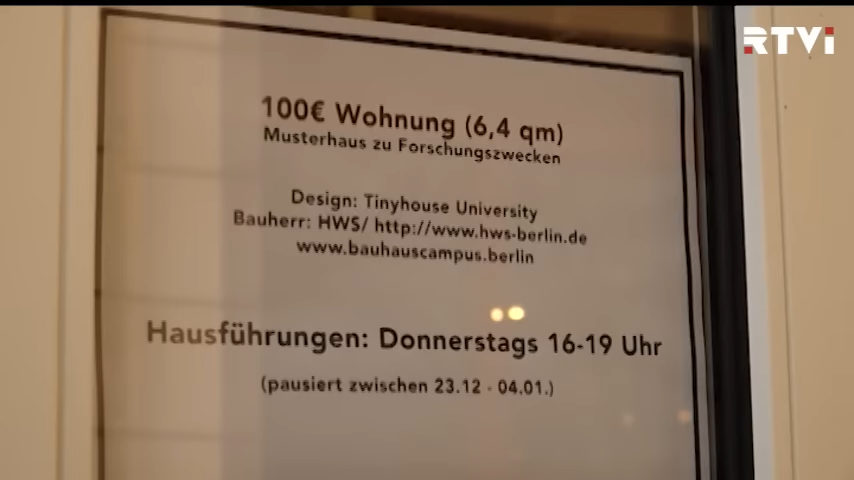 RTVi
100€ Wohnung (6,4 qm)
Musterhaus zu Forschungszwecken
Design: Tinyhouse University
Bauherr: HWS/ http://www.hws-berlin.de
www.bauhauscampus.berlin
Hausführungen: Donnerstags 16-19 Uhr
(pausiert zwischen 23.12 - 04.01.)